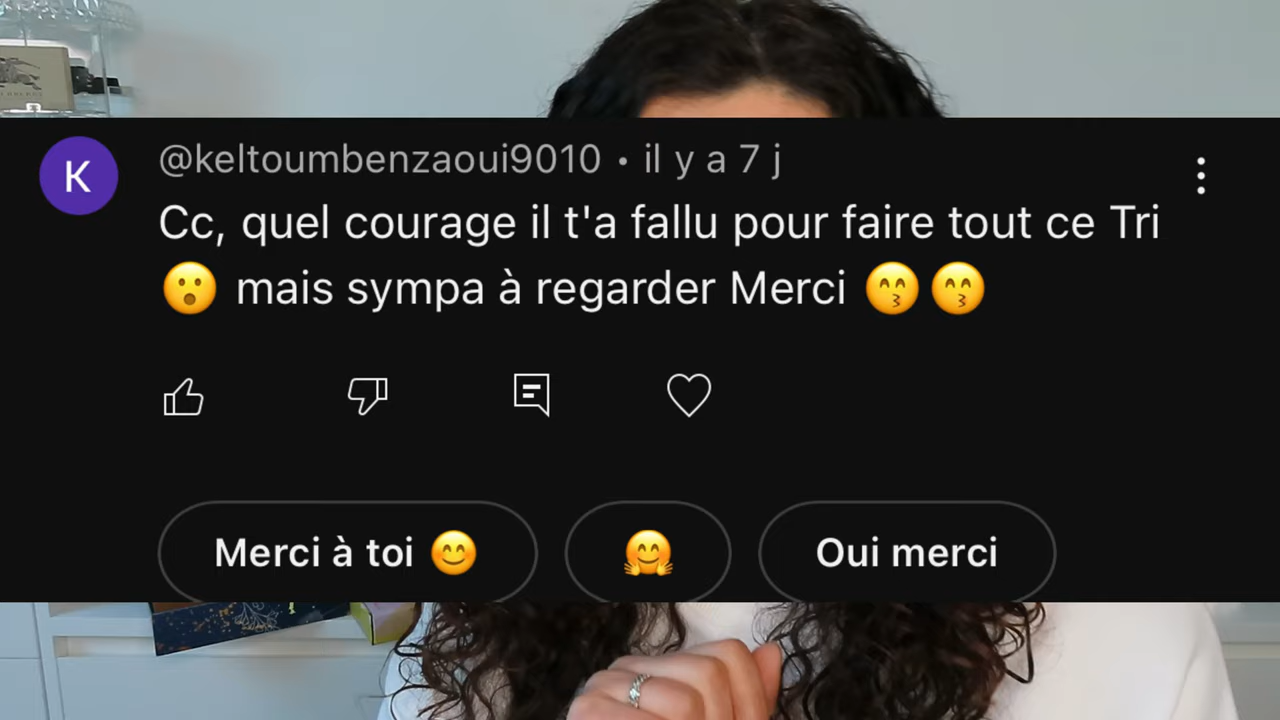 K
@keltoumbenzaoui9010 • il y a 7 j
Cc, quel courage il t'a fallu pour faire tout ce Tri
😮 mais sympa à regarder Merci 😙😙
Merci à toi 😊
🤗
Oui merci